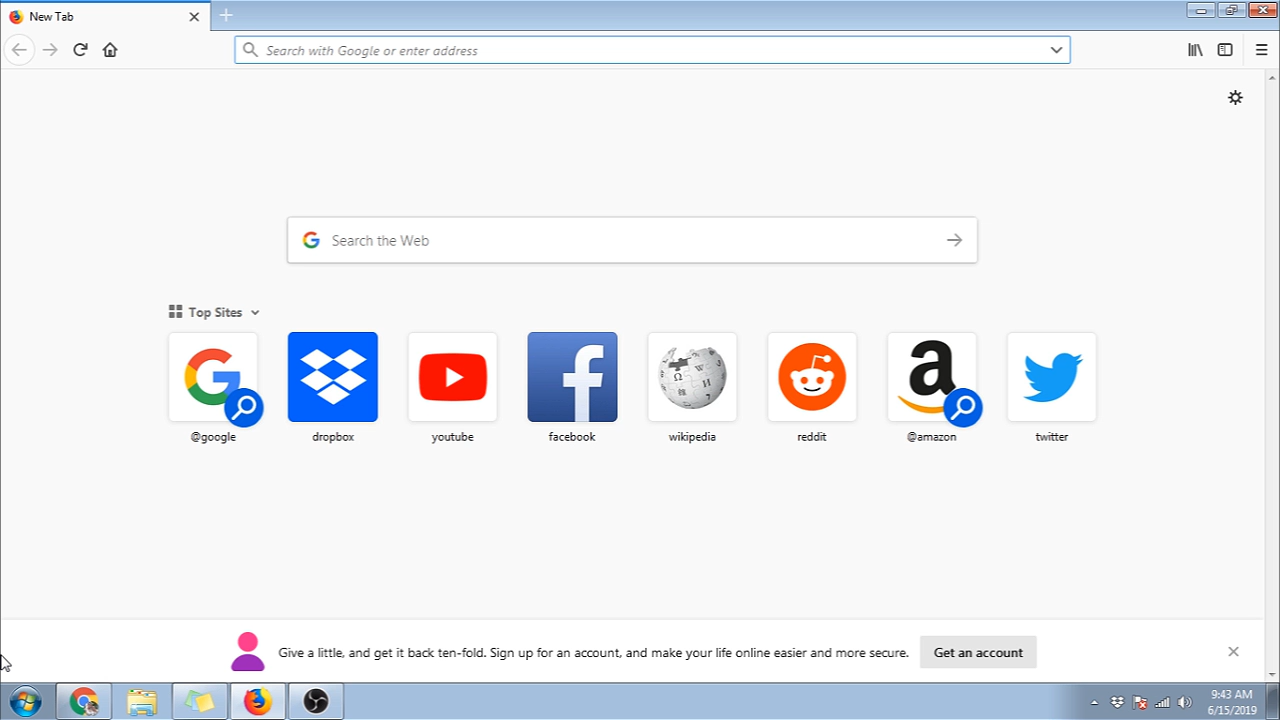 New Tab
Search with Google or enter address
Search the Web
Top Sites
@google
dropbox
youtube
facebook
wikipedia
reddit
@amazon
twitter
Give a little, and get it back ten-fold. Sign up for an account, and make your life online easier and more secure.
Get an account
9:43 AM
6/15/2019